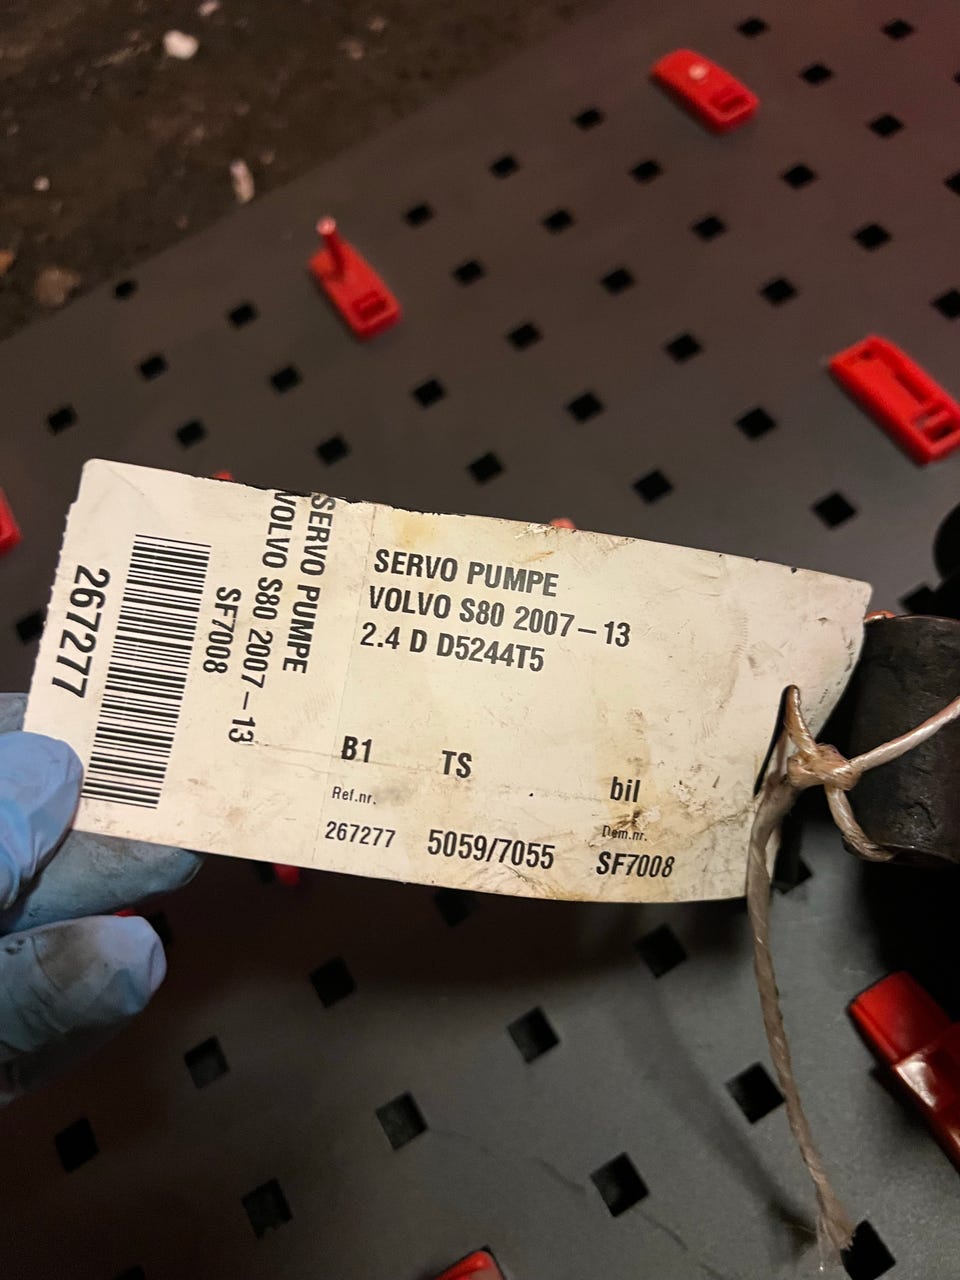 267277
SF7008
VOLVO S80 2007-13
SERVO PUMPE
SERVO PUMPE
VOLVO S80 2007-13
2.4 D D5244T5
B1 TS bil
Ref.nr. Dem.nr.
267277 5059/7055 SF7008